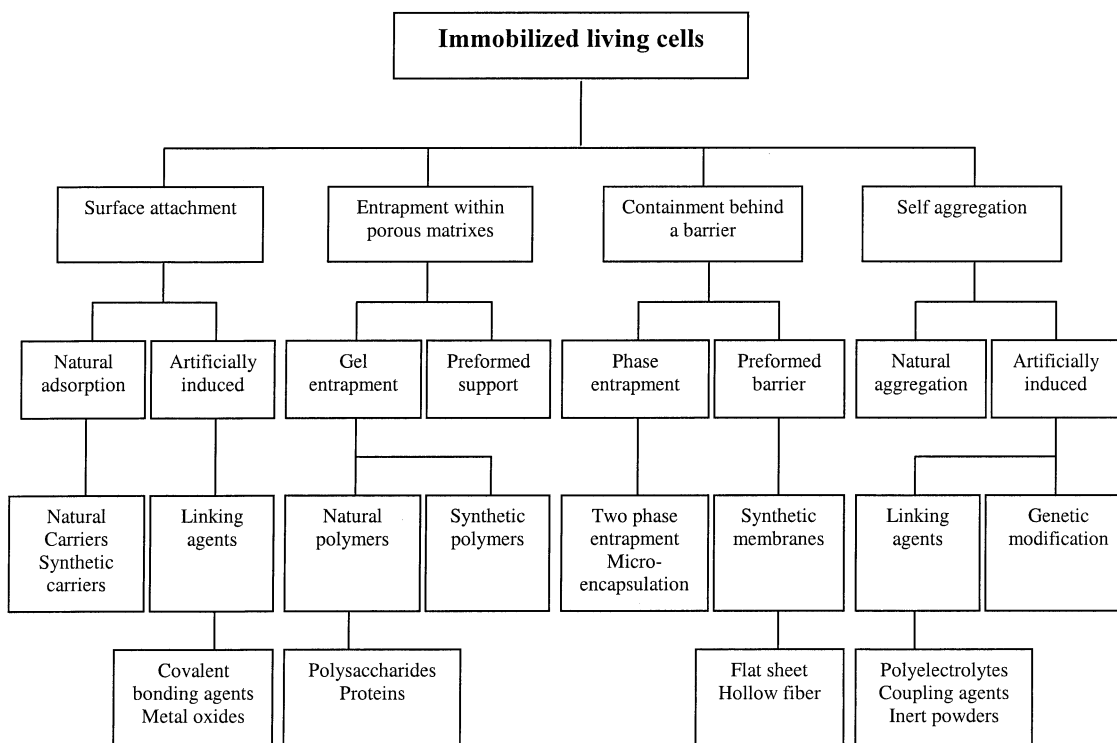 Immobilized living cells
Surface attachment
Entrapment within
porous matrixes
Containment behind
a barrier
Self aggregation
Natural
adsorption
Artificially
induced
Gel
entrapment
Preformed
support
Phase
entrapment
Preformed
barrier
Natural
aggregation
Artificially
induced
Natural
Carriers
Synthetic
carriers
Linking
agents
Natural
polymers
Synthetic
polymers
Two phase
entrapment
Micro-
encapsulation
Synthetic
membranes
Linking
agents
Genetic
modification
Covalent
bonding agents
Metal oxides
Polysaccharides
Proteins
Flat sheet
Hollow fiber
Polyelectrolytes
Coupling agents
Inert powders